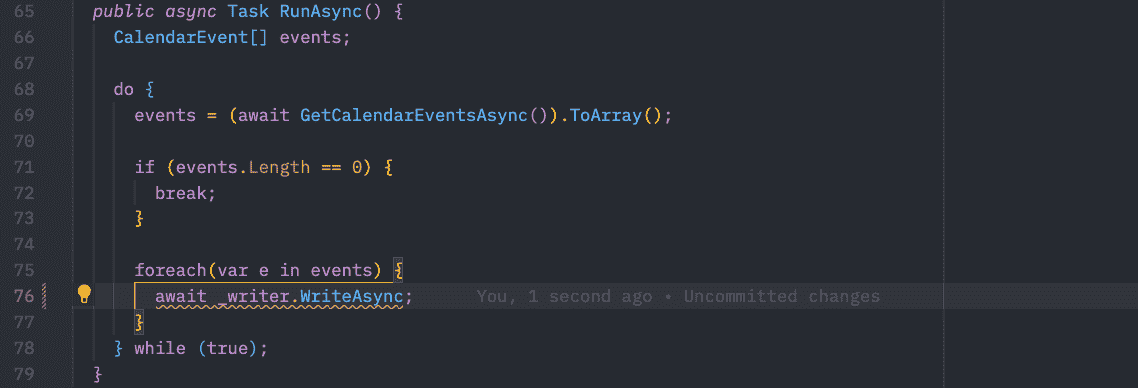 65 public async Task RunAsync() {
66 CalendarEvent[] events;
67
68 do {
69 events = (await GetCalendarEventsAsync()).ToArray();
70
71 if (events.Length == 0) {
72 break;
73 }
74
75 foreach(var e in events) {
76 await _writer.WriteAsync; You, 1 second ago • Uncommitted changes
77 }
78 } while (true);
79 }